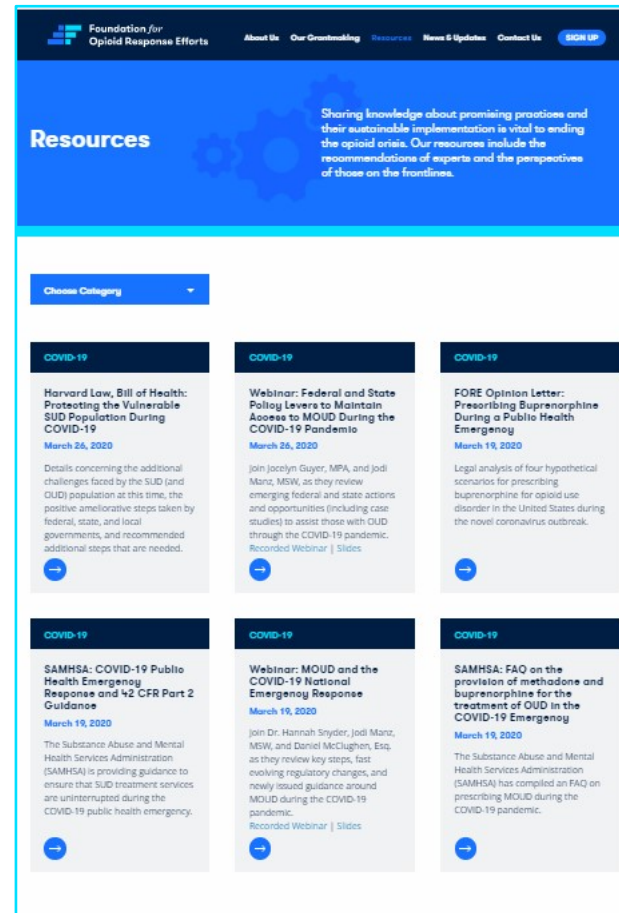 Foundation for
Opioid Response Efforts
About Us Our Grantmaking Resources News & Updates Contact Us SIGN UP
Resources
Sharing knowledge about promising practices and
their sustainable implementation is vital to ending
the opioid crisis. Our resources include the
recommendations of experts and the perspectives
of those on the frontlines.
Choose Category
COVID-19
Harvard Law, Bill of Health:
Protecting the Vulnerable
SUD Population During
COVID-19
March 26, 2020
Details concerning the additional
challenges faced by the SUD (and
OUD) population at this time, the
positive ameliorative steps taken by
federal, state, and local
governments, and recommended
additional steps that are needed.
COVID-19
Webinar: Federal and State
Policy Levers to Maintain
Access to MOUD During the
COVID-19 Pandemic
March 26, 2020
Join Jocelyn Guyer, MPA, and Jodi
Manz, MSW, as they review
emerging federal and state actions
and opportunities (including case
studies) to assist those with OUD
through the COVID-19 pandemic.
Recorded Webinar | Slides
COVID-19
FORE Opinion Letter:
Prescribing Buprenorphine
During a Public Health
Emergency
March 19, 2020
Legal analysis of four hypothetical
scenarios for prescribing
buprenorphine for opioid use
disorder in the United States during
the novel coronavirus outbreak.
COVID-19
SAMHSA: COVID-19 Public
Health Emergency
Response and 42 CFR Part 2
Guidance
March 19, 2020
The Substance Abuse and Mental
Health Services Administration
(SAMHSA) is providing guidance to
ensure that SUD treatment services
are uninterrupted during the
COVID-19 public health emergency.
COVID-19
Webinar: MOUD and the
COVID-19 National
Emergency Response
March 19, 2020
Join Dr. Hannah Snyder, Jodi Manz,
MSW, and Daniel McClughen, Esq.
as they review key steps, fast
evolving regulatory changes, and
newly issued guidance around
MOUD during the COVID-19
pandemic.
Recorded Webinar | Slides
COVID-19
SAMHSA: FAQ on the
provision of methadone and
buprenorphine for the
treatment of OUD in the
COVID-19 Emergency
March 19, 2020
The Substance Abuse and Mental
Health Services Administration
(SAMHSA) has compiled an FAQ on
prescribing MOUD during the
COVID-19 pandemic.